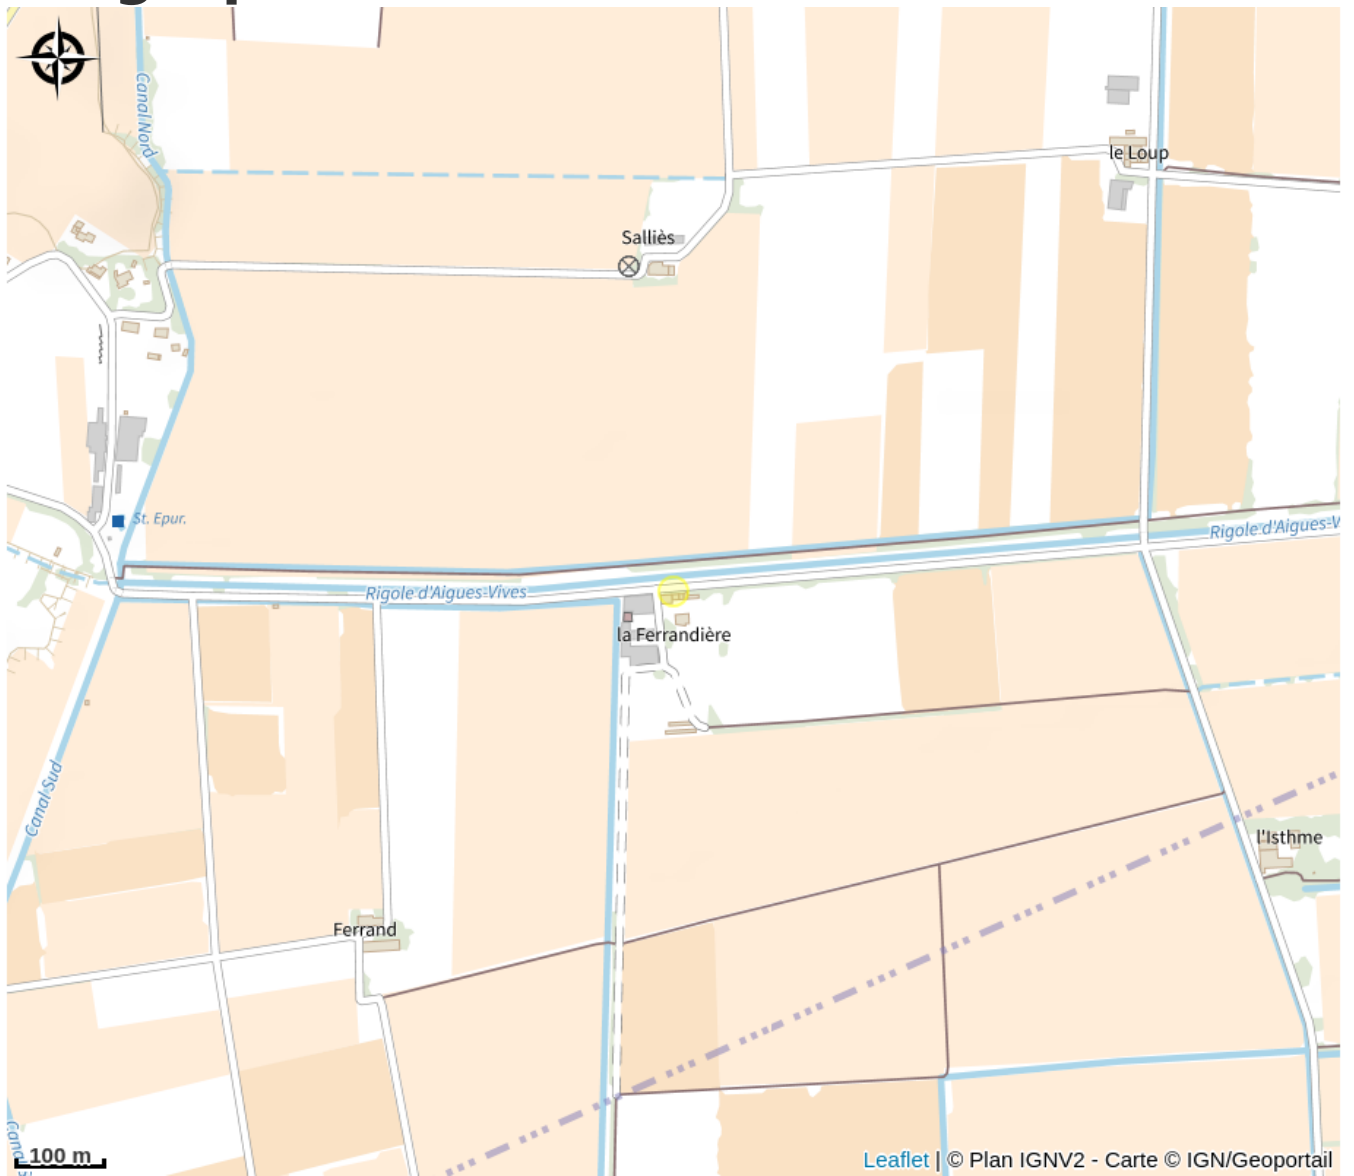 Canal Nord
le Loup
Salliès
St. Epur.
Rigole d'Aigues-V
Rigole d'Aigues-Vives
la Ferrandière
Canal Sud
l'Isthme
Ferrand
100 m
Leaflet | © Plan IGNV2 - Carte © IGN/Geoportail